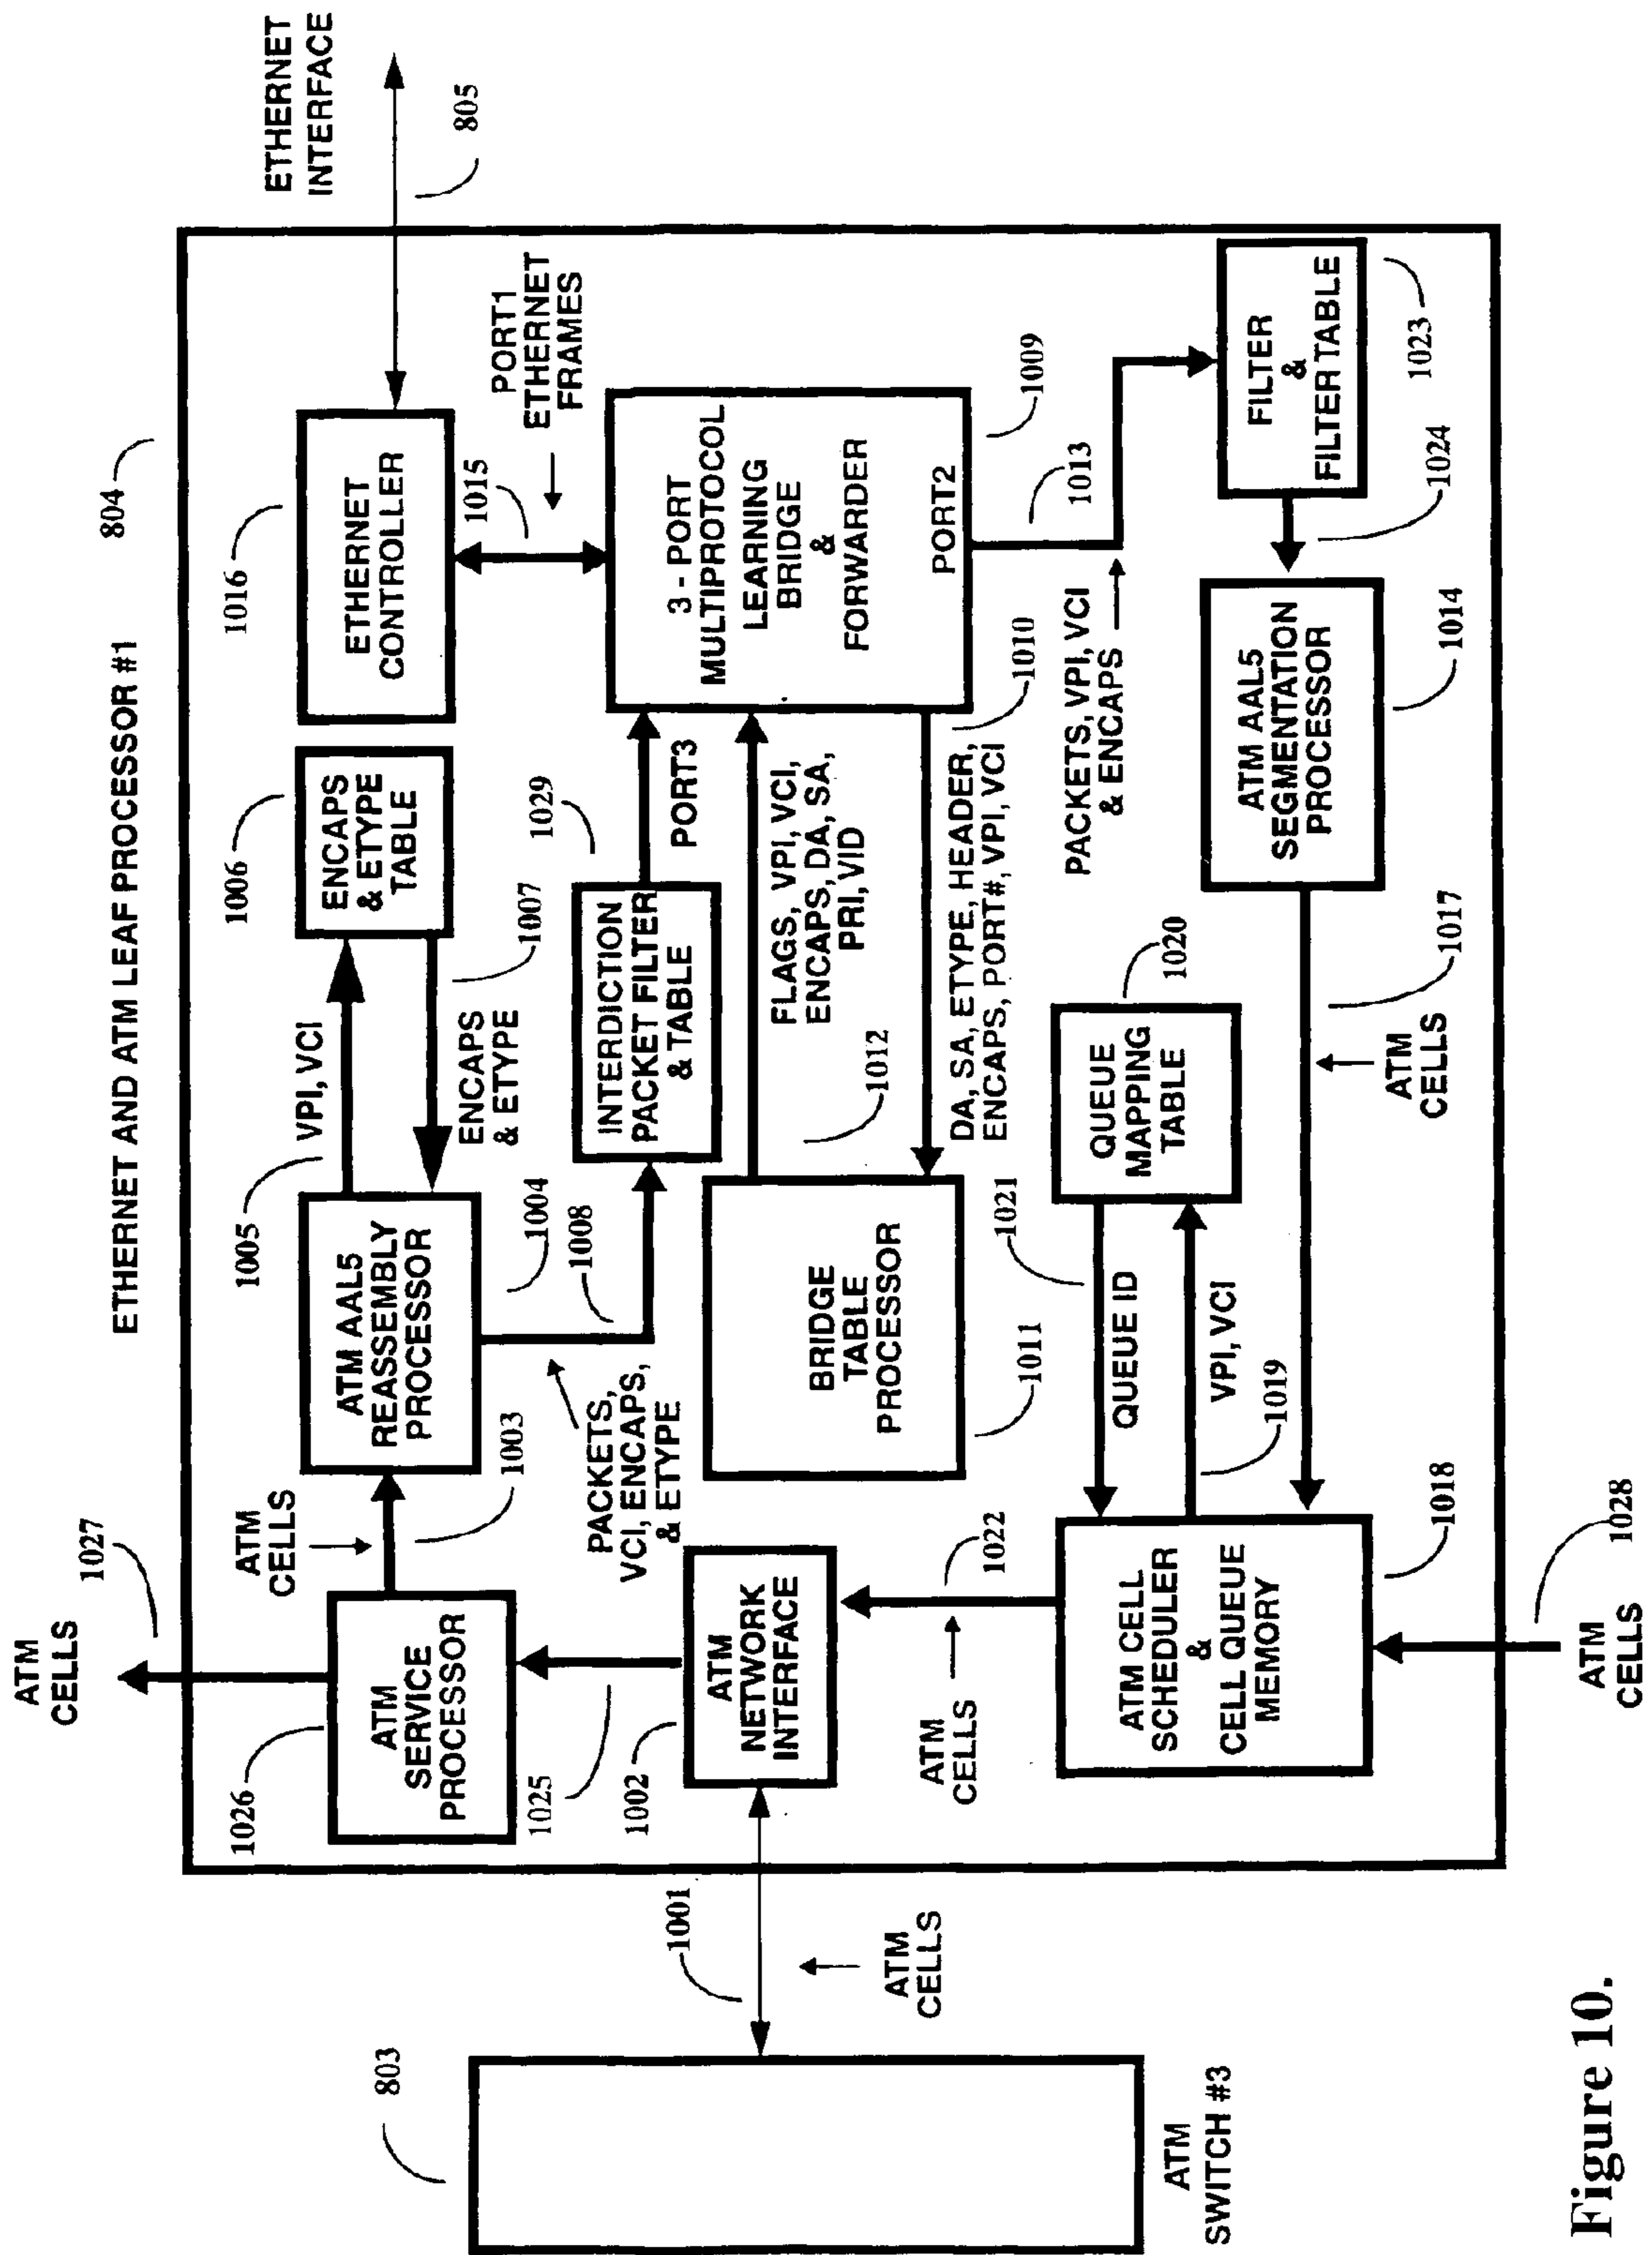 ETHERNET AND ATM LEAF PROCESSOR #1
804
ATM
CELLS
1027
ETHERNET
INTERFACE
805
1026
ATM
SERVICE
PROCESSOR
ATM
CELLS
1003
ATM AAL5
REASSEMBLY
PROCESSOR
1004
1005
VPI, VCI
ENCAPS
& ETYPE
1007
1006
ENCAPS
& ETYPE
TABLE
1016
ETHERNET
CONTROLLER
1015
PORT1
ETHERNET
FRAMES
1008
PACKETS,
VCI, ENCAPS,
& ETYPE
INTERDICTION
PACKET FILTER
& TABLE
1029
PORT3
3 - PORT
MULTIPROTOCOL
LEARNING
BRIDGE
&
FORWARDER
PORT2
1009
1025
1002
ATM
NETWORK
INTERFACE
BRIDGE
TABLE
PROCESSOR
1011
1012
FLAGS, VPI, VCI,
ENCAPS, DA, SA,
PRI, VID
1010
DA, SA, ETYPE, HEADER,
ENCAPS, PORT#, VPI, VCI
1013
PACKETS, VPI, VCI
& ENCAPS
803
ATM
SWITCH #3
1001
ATM
CELLS
ATM
CELLS
1022
ATM CELL
SCHEDULER
&
CELL QUEUE
MEMORY
1018
1021
QUEUE ID
VPI, VCI
1019
QUEUE
MAPPING
TABLE
1020
ATM
CELLS
1017
ATM AAL5
SEGMENTATION
PROCESSOR
1014
1024
FILTER
&
FILTER TABLE
1023
1028
ATM
CELLS
Figure 10.